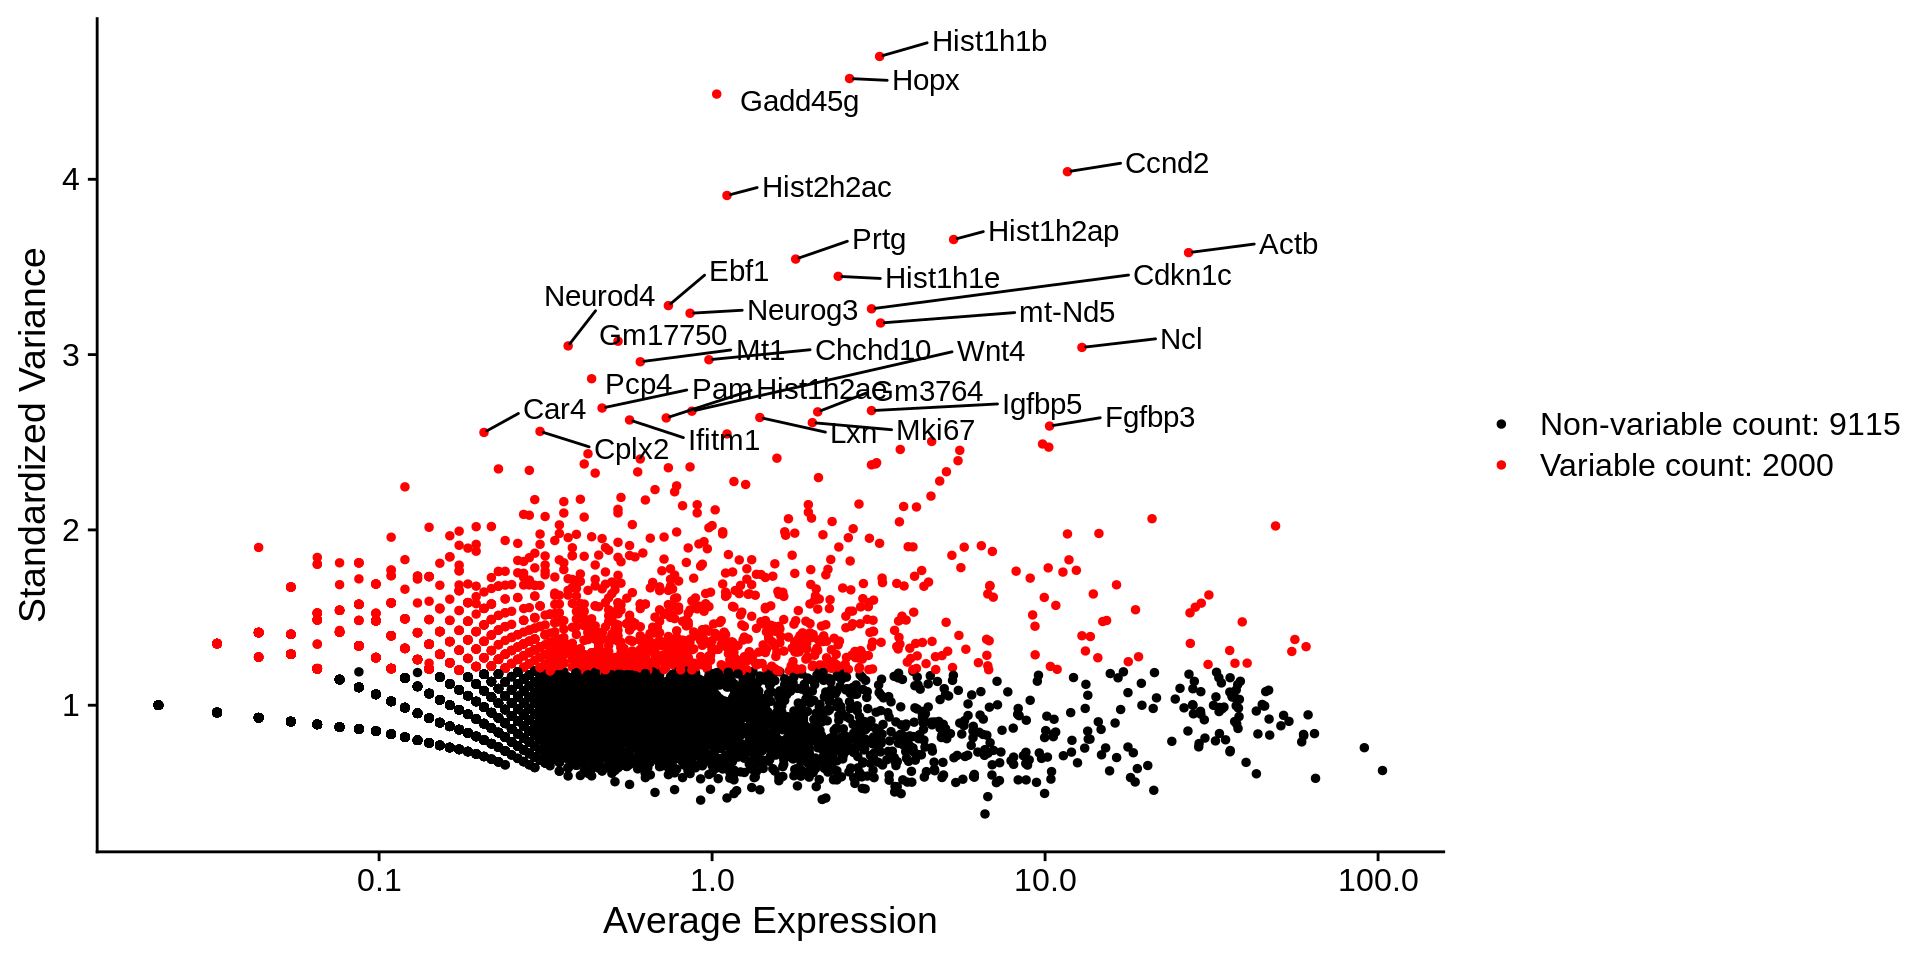 Hist1h1b
Hopx
Gadd45g
Ccnd2
4
Hist2h2ac
Hist1h2ap
Prtg
Actb
Ebf1
Hist1h1e
Cdkn1c
Neurod4
Neurog3
mt-Nd5
Gm17750
Ncl
3
Mt1
Chchd10
Wnt4
Pcp4
Pam
Hist1h2ae
Gm3764
Car4
Igfbp5
Fgfbp3
Cplx2
Ifitm1
Lxn
Mki67
2
1
Standardized Variance
0.1
1.0
10.0
100.0
Average Expression
Non-variable count: 9115
Variable count: 2000